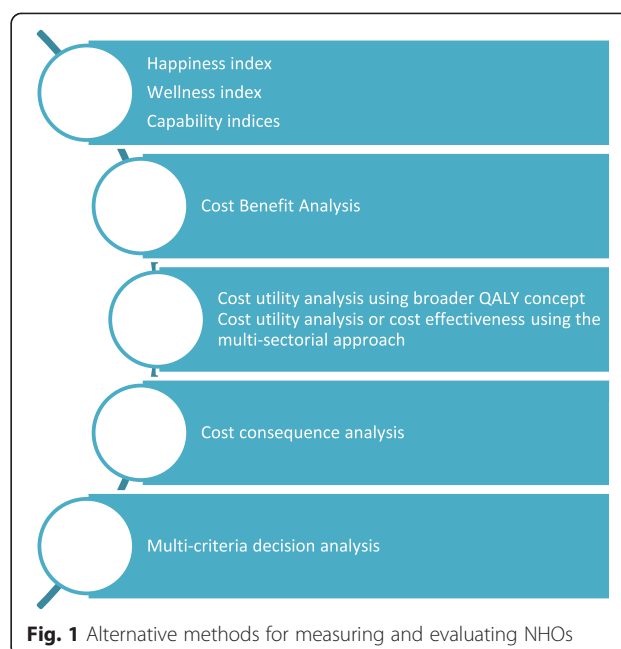 Happiness index
Wellness index
Capability indices
Cost Benefit Analysis
Cost utility analysis using broader QALY concept
Cost utility analysis or cost effectiveness using the
multi-sectorial approach
Cost consequence analysis
Multi-criteria decision analysis
Fig. 1 Alternative methods for measuring and evaluating NHOs